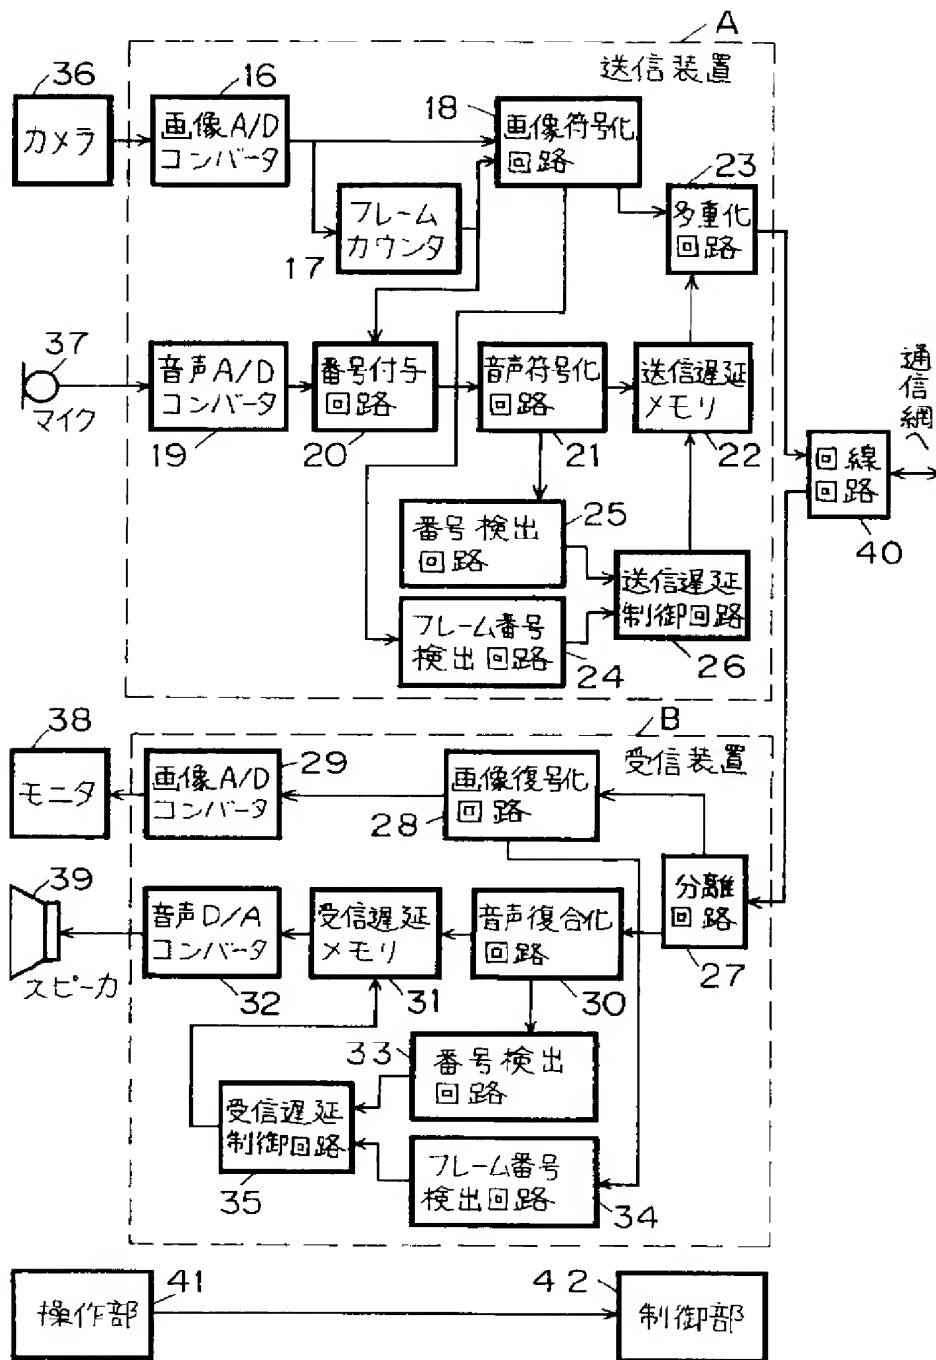 A
送信装置
36
カメラ
16
画像A/D
コンバータ
18
画像符号化
回路
23
多重化
回路
フレーム
カウンタ
17
37
マイク
音声A/D
コンバータ
19
番号付与
回路
20
音声符号化
回路
21
送信遅延
メモリ
22
通信網へ
回線
回路
40
番号検出
回路
25
フレーム番号
検出回路
24
送信遅延
制御回路
26
B
受信装置
38
モニタ
画像A/D
コンバータ
29
画像復号化
回路
28
39
スピーカ
音声D/A
コンバータ
32
受信遅延
メモリ
31
音声復合化
回路
30
分離
回路
27
33
番号検出
回路
受信遅延
制御回路
35
フレーム番号
検出回路
34
41
操作部
42
制御部